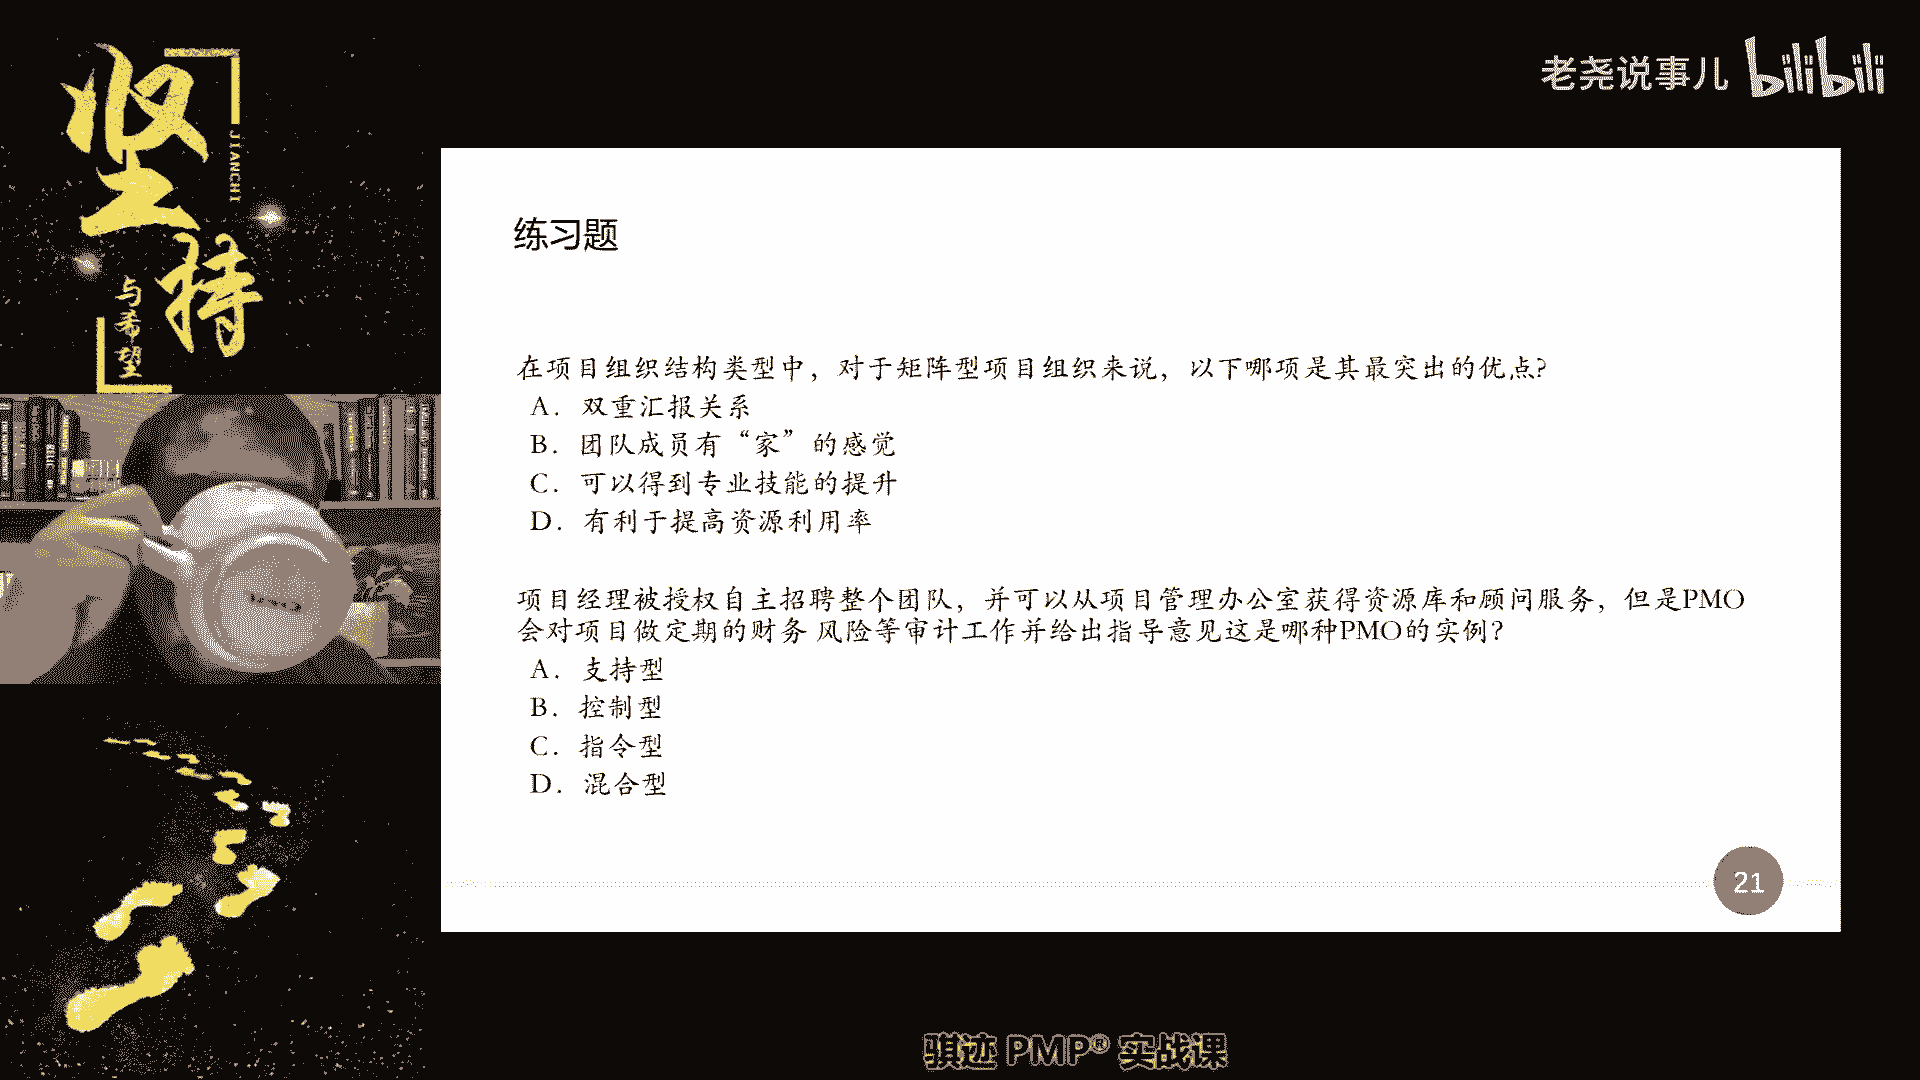 坚持
JIANCHI
与希望
老尧说事儿 bilibili
练习题
在项目组织结构类型中，对于矩阵型项目组织来说，以下哪项是其最突出的优点?
A. 双重汇报关系
B. 团队成员有“家”的感觉
C. 可以得到专业技能的提升
D. 有利于提高资源利用率
项目经理被授权自主招聘整个团队，并可以从项目管理办公室获得资源库和顾问服务，但是PMO
会对项目做定期的财务 风险等审计工作并给出指导意见这是哪种PMO的实例?
A. 支持型
B. 控制型
C. 指令型
D. 混合型
21
骐迹 PMP® 实战课